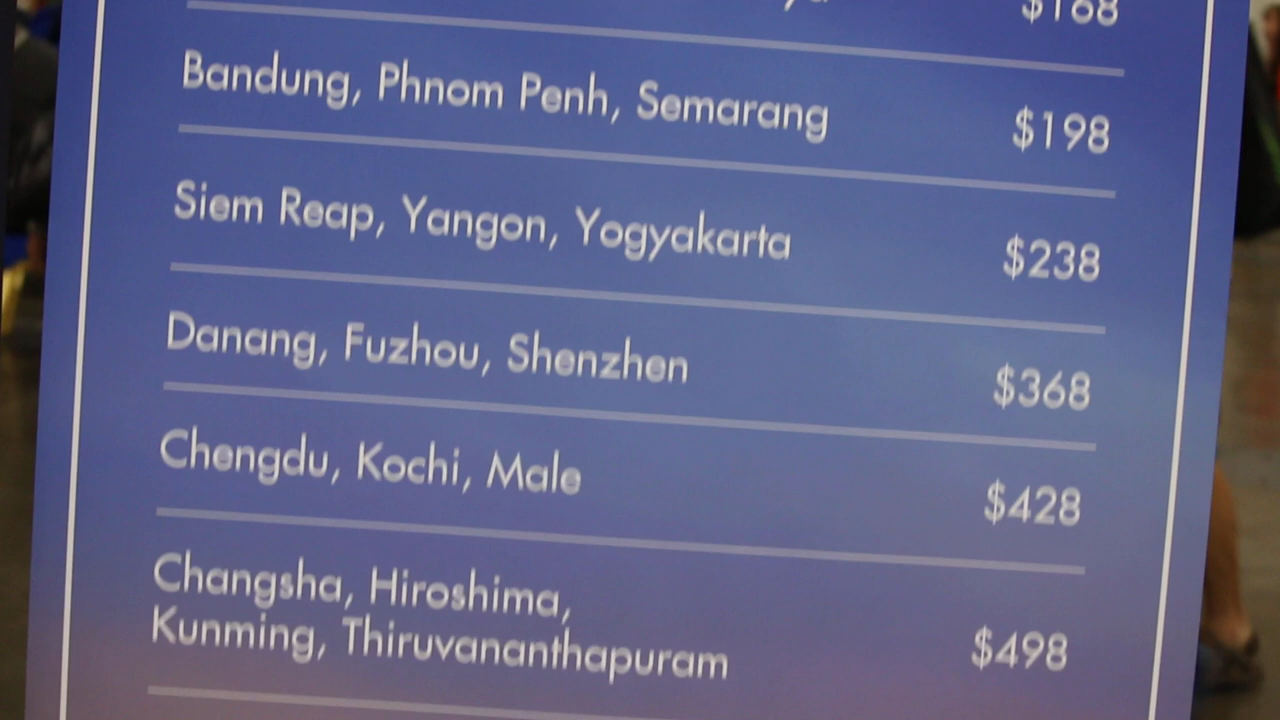 $168
Bandung, Phnom Penh, Semarang $198
Siem Reap, Yangon, Yogyakarta $238
Danang, Fuzhou, Shenzhen $368
Chengdu, Kochi, Male $428
Changsha, Hiroshima,
Kunming, Thiruvananthapuram $498